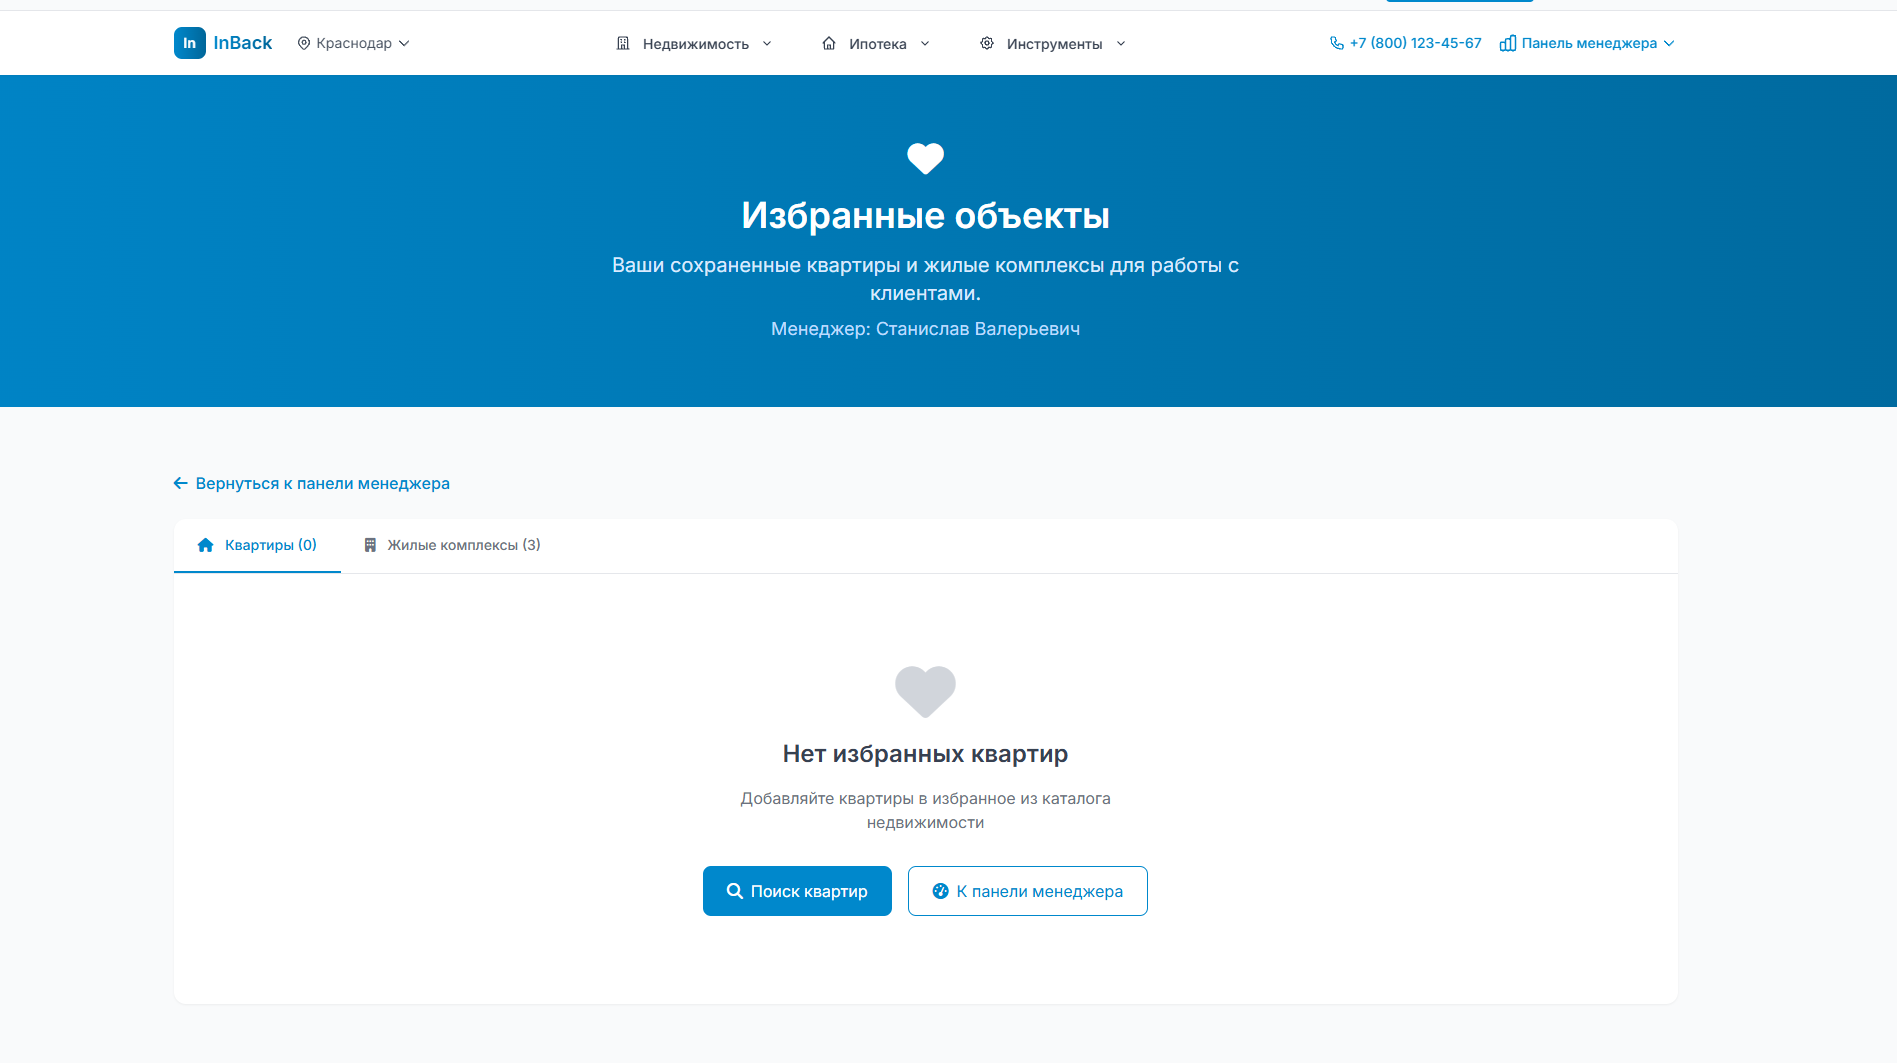 In InBack
Краснодар
Недвижимость
Ипотека
Инструменты
+7 (800) 123-45-67
Панель менеджера
Избранные объекты
Ваши сохраненные квартиры и жилые комплексы для работы с
клиентами.
Менеджер: Станислав Валерьевич
Вернуться к панели менеджера
Квартиры (0)
Жилые комплексы (3)
Нет избранных квартир
Добавляйте квартиры в избранное из каталога
недвижимости
Поиск квартир
К панели менеджера